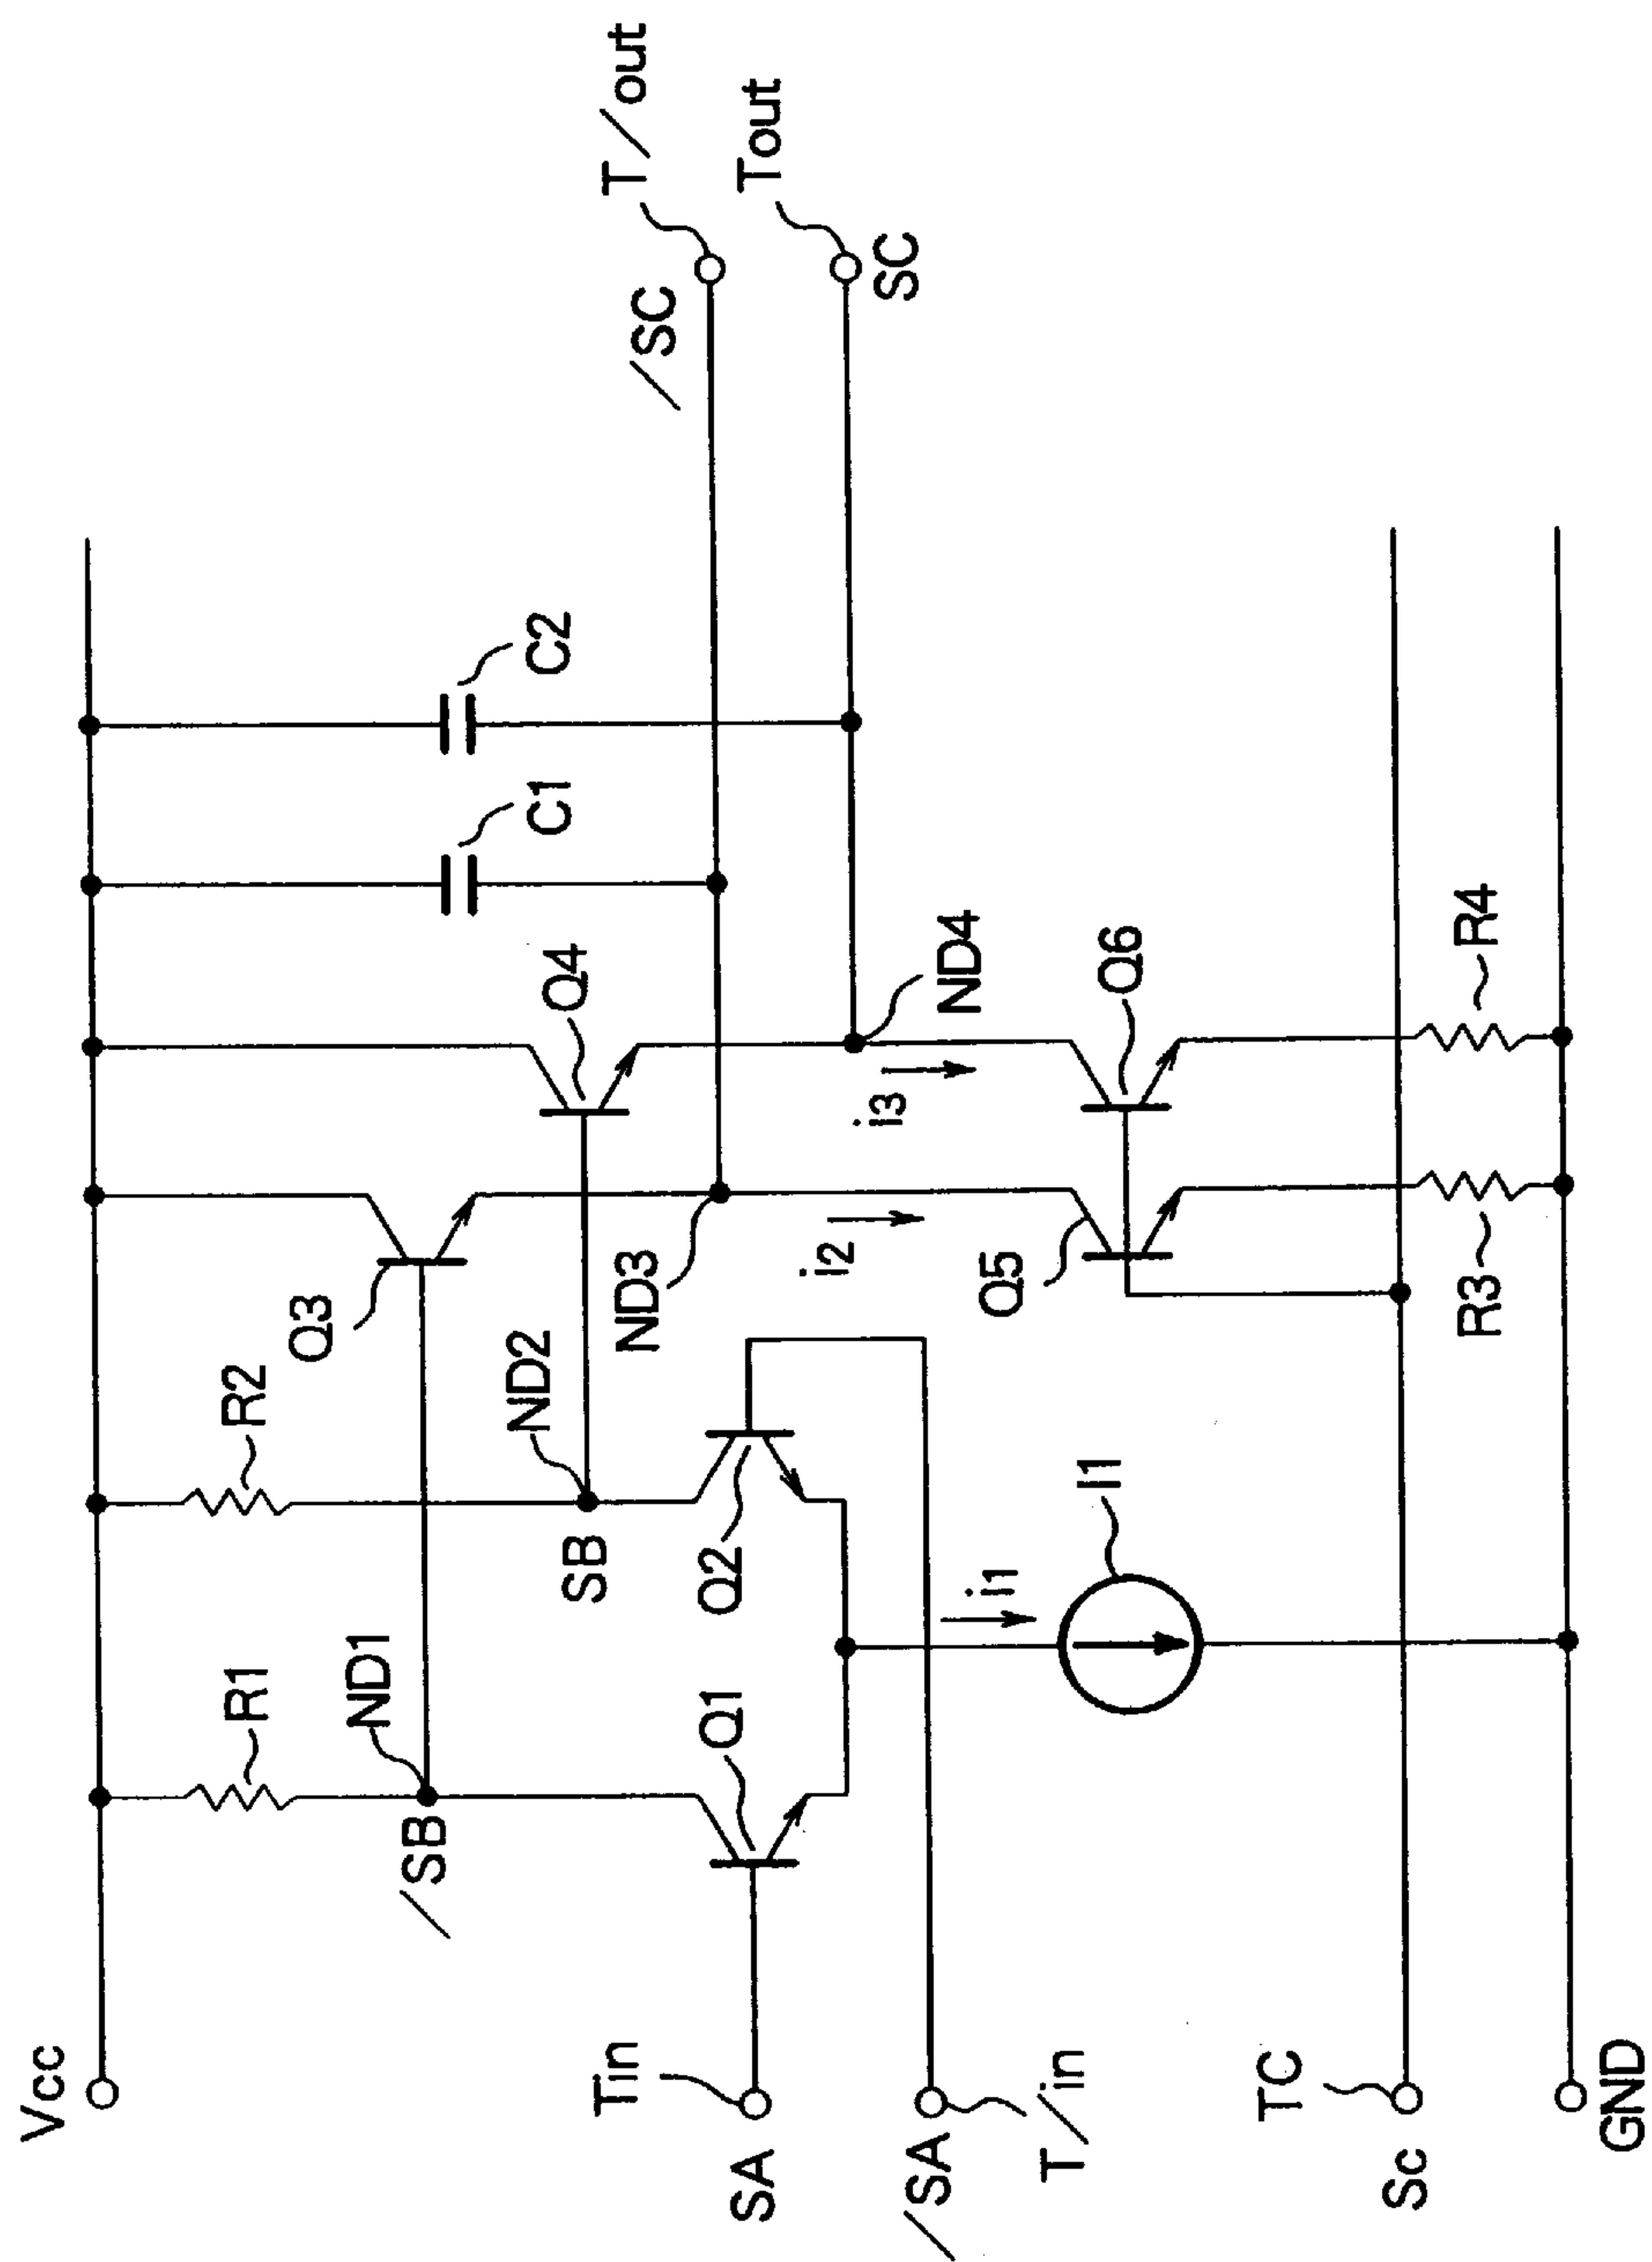 Vcc
R1
R2
Q3
Q4
C1
C2
/SB
ND1
ND2
SB
ND3
T/out
/SC
Tout
SC
Tin
SA
Q1
Q2
i2
i3
ND4
/SA
T/in
i1
I1
Q5
Q6
TC
Sc
R3
R4
GND